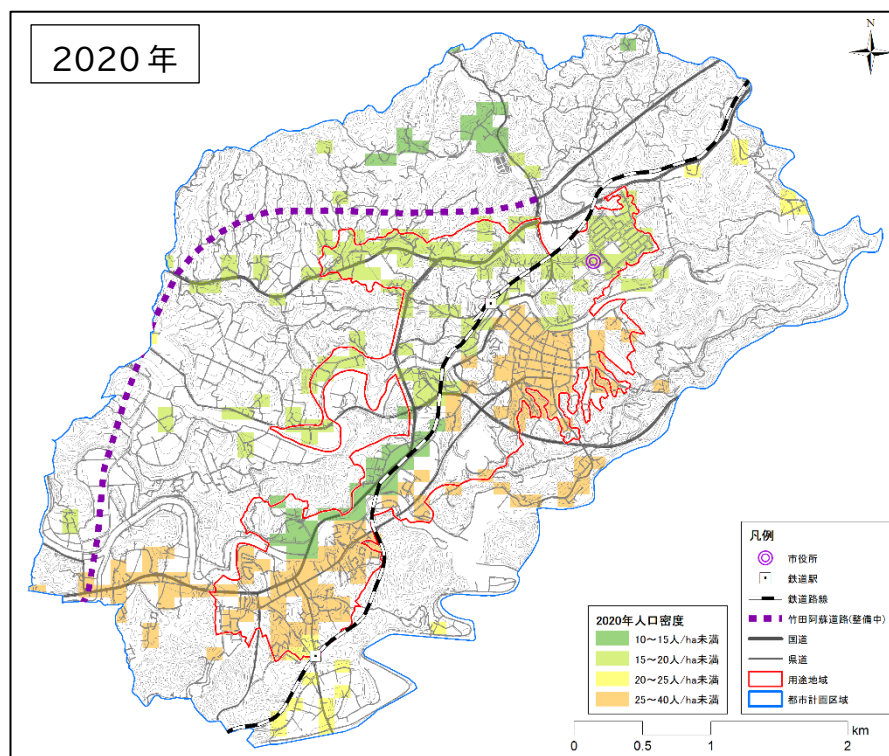 2020年
N
凡例
市役所
鉄道駅
鉄道路線
竹田阿蘇道路(整備中)
国道
県道
用途地域
都市計画区域
2020年人口密度
10～15人/ha未満
15～20人/ha未満
20～25人/ha未満
25～40人/ha未満
km
0 0.5 1 2